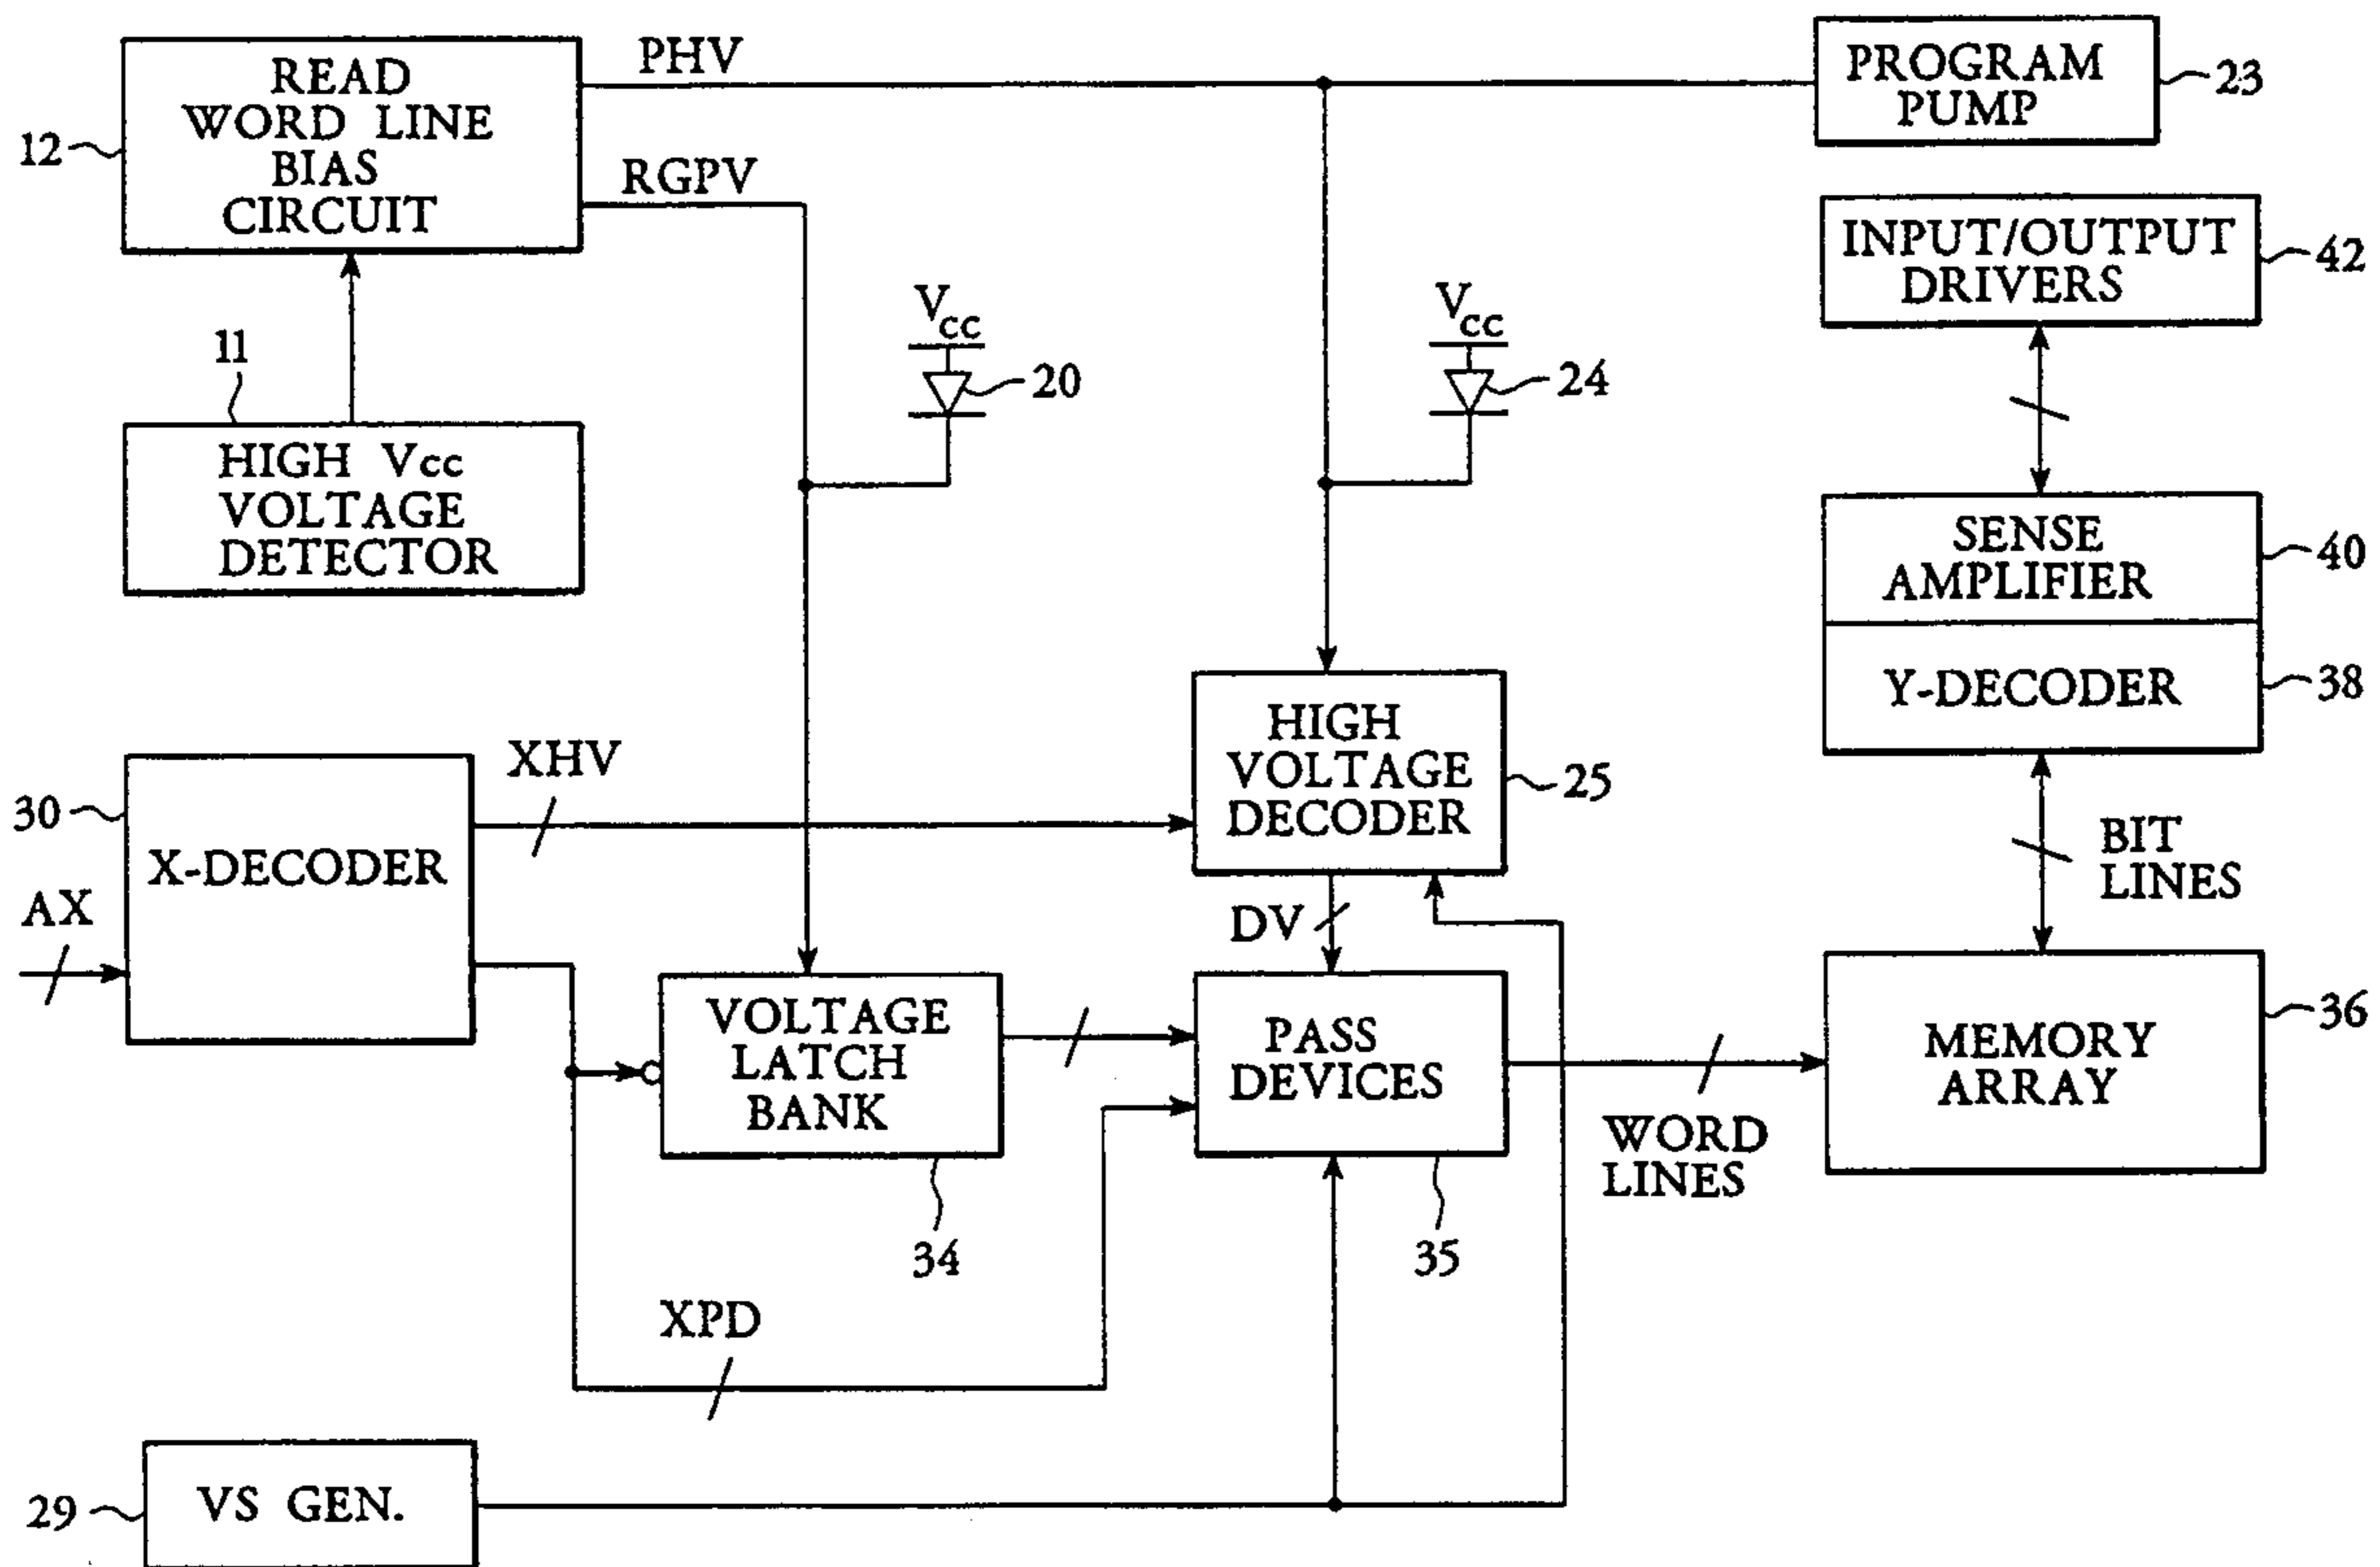 READ
WORD LINE
BIAS
CIRCUIT
12
PHV
RGPV
PROGRAM
PUMP
23
INPUT/OUTPUT
DRIVERS
42
11
HIGH Vcc
VOLTAGE
DETECTOR
Vcc
20
Vcc
24
SENSE
AMPLIFIER
40
Y-DECODER
38
HIGH
VOLTAGE
DECODER
25
XHV
30
X-DECODER
AX
DV
BIT
LINES
VOLTAGE
LATCH
BANK
34
PASS
DEVICES
35
WORD
LINES
MEMORY
ARRAY
36
XPD
VS GEN.
29